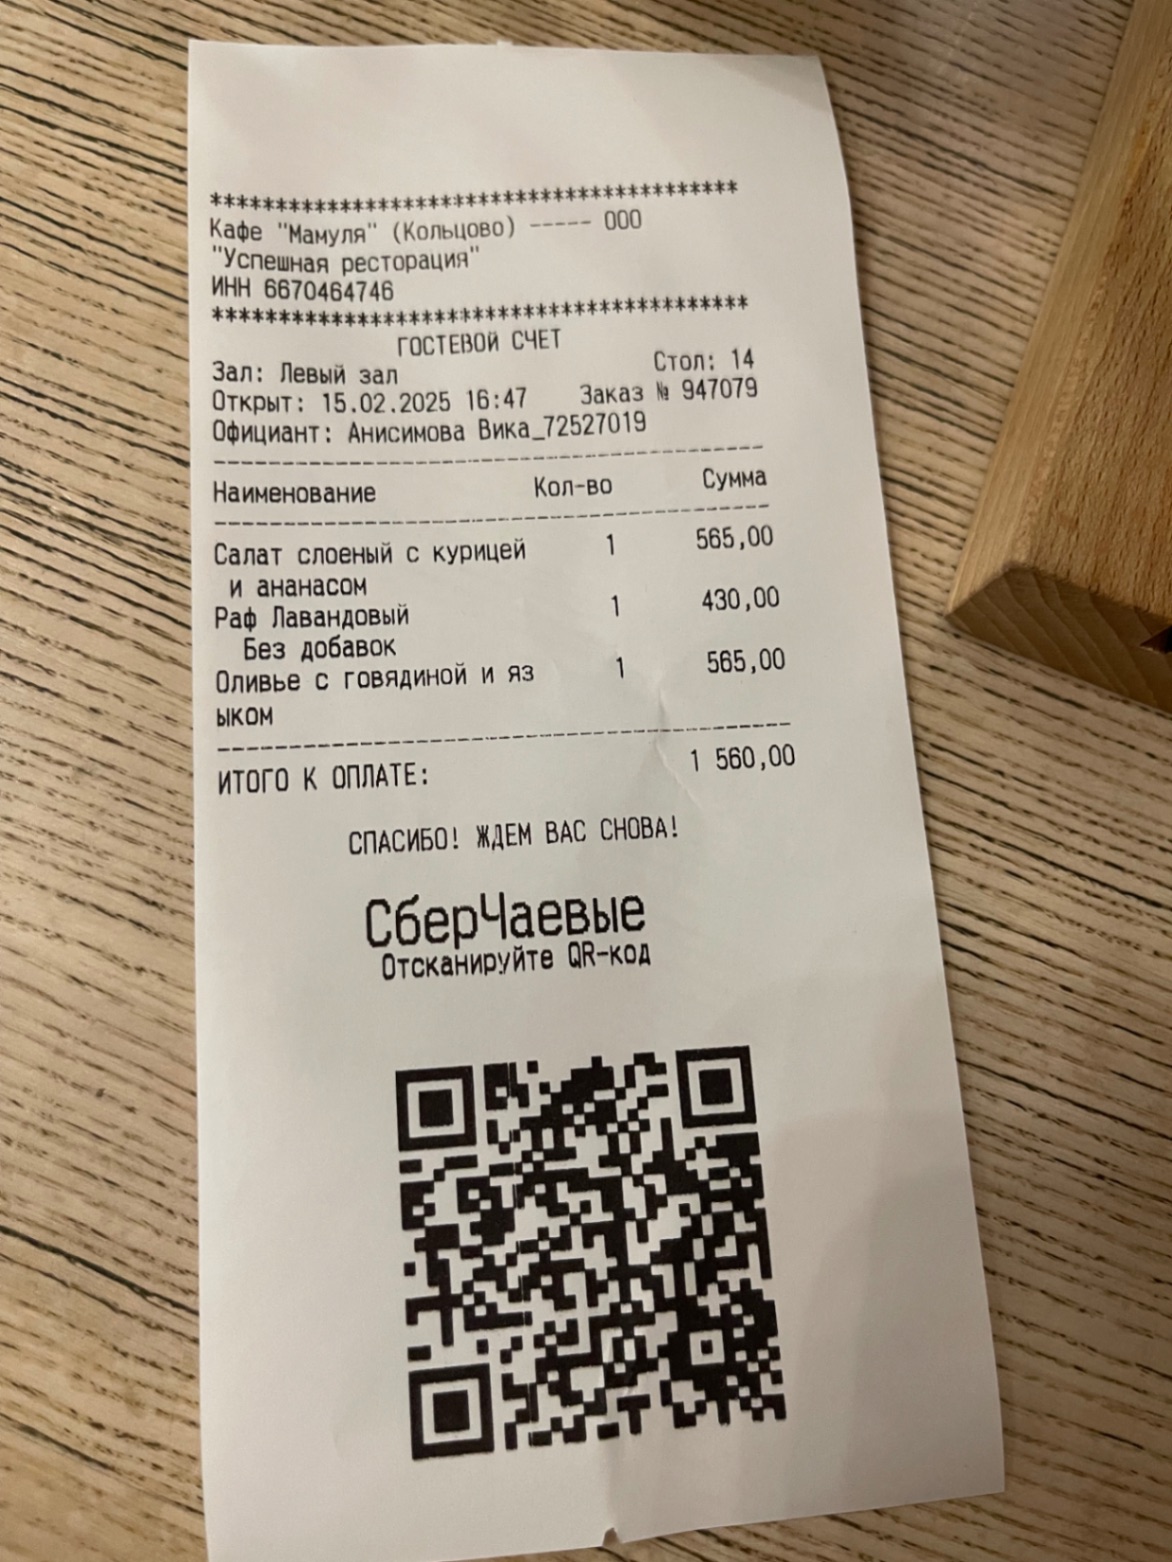 *****************************************
Кафе "Мамуля" (Кольцово) ----- ООО
"Успешная ресторация"
ИНН 6670464746
*****************************************
ГОСТЕВОЙ СЧЕТ
Зал: Левый зал Стол: 14
Открыт: 15.02.2025 16:47 Заказ № 947079
Официант: Анисимова Вика_72527019
Наименование Кол-во Сумма
Салат слоеный с курицей 1 565,00
и ананасом
Раф Лавандовый 1 430,00
Без добавок
Оливье с говядиной и яз 1 565,00
ыком
ИТОГО К ОПЛАТЕ: 1 560,00
СПАСИБО! ЖДЕМ ВАС СНОВА!
СберЧаевые
Отсканируйте QR-код